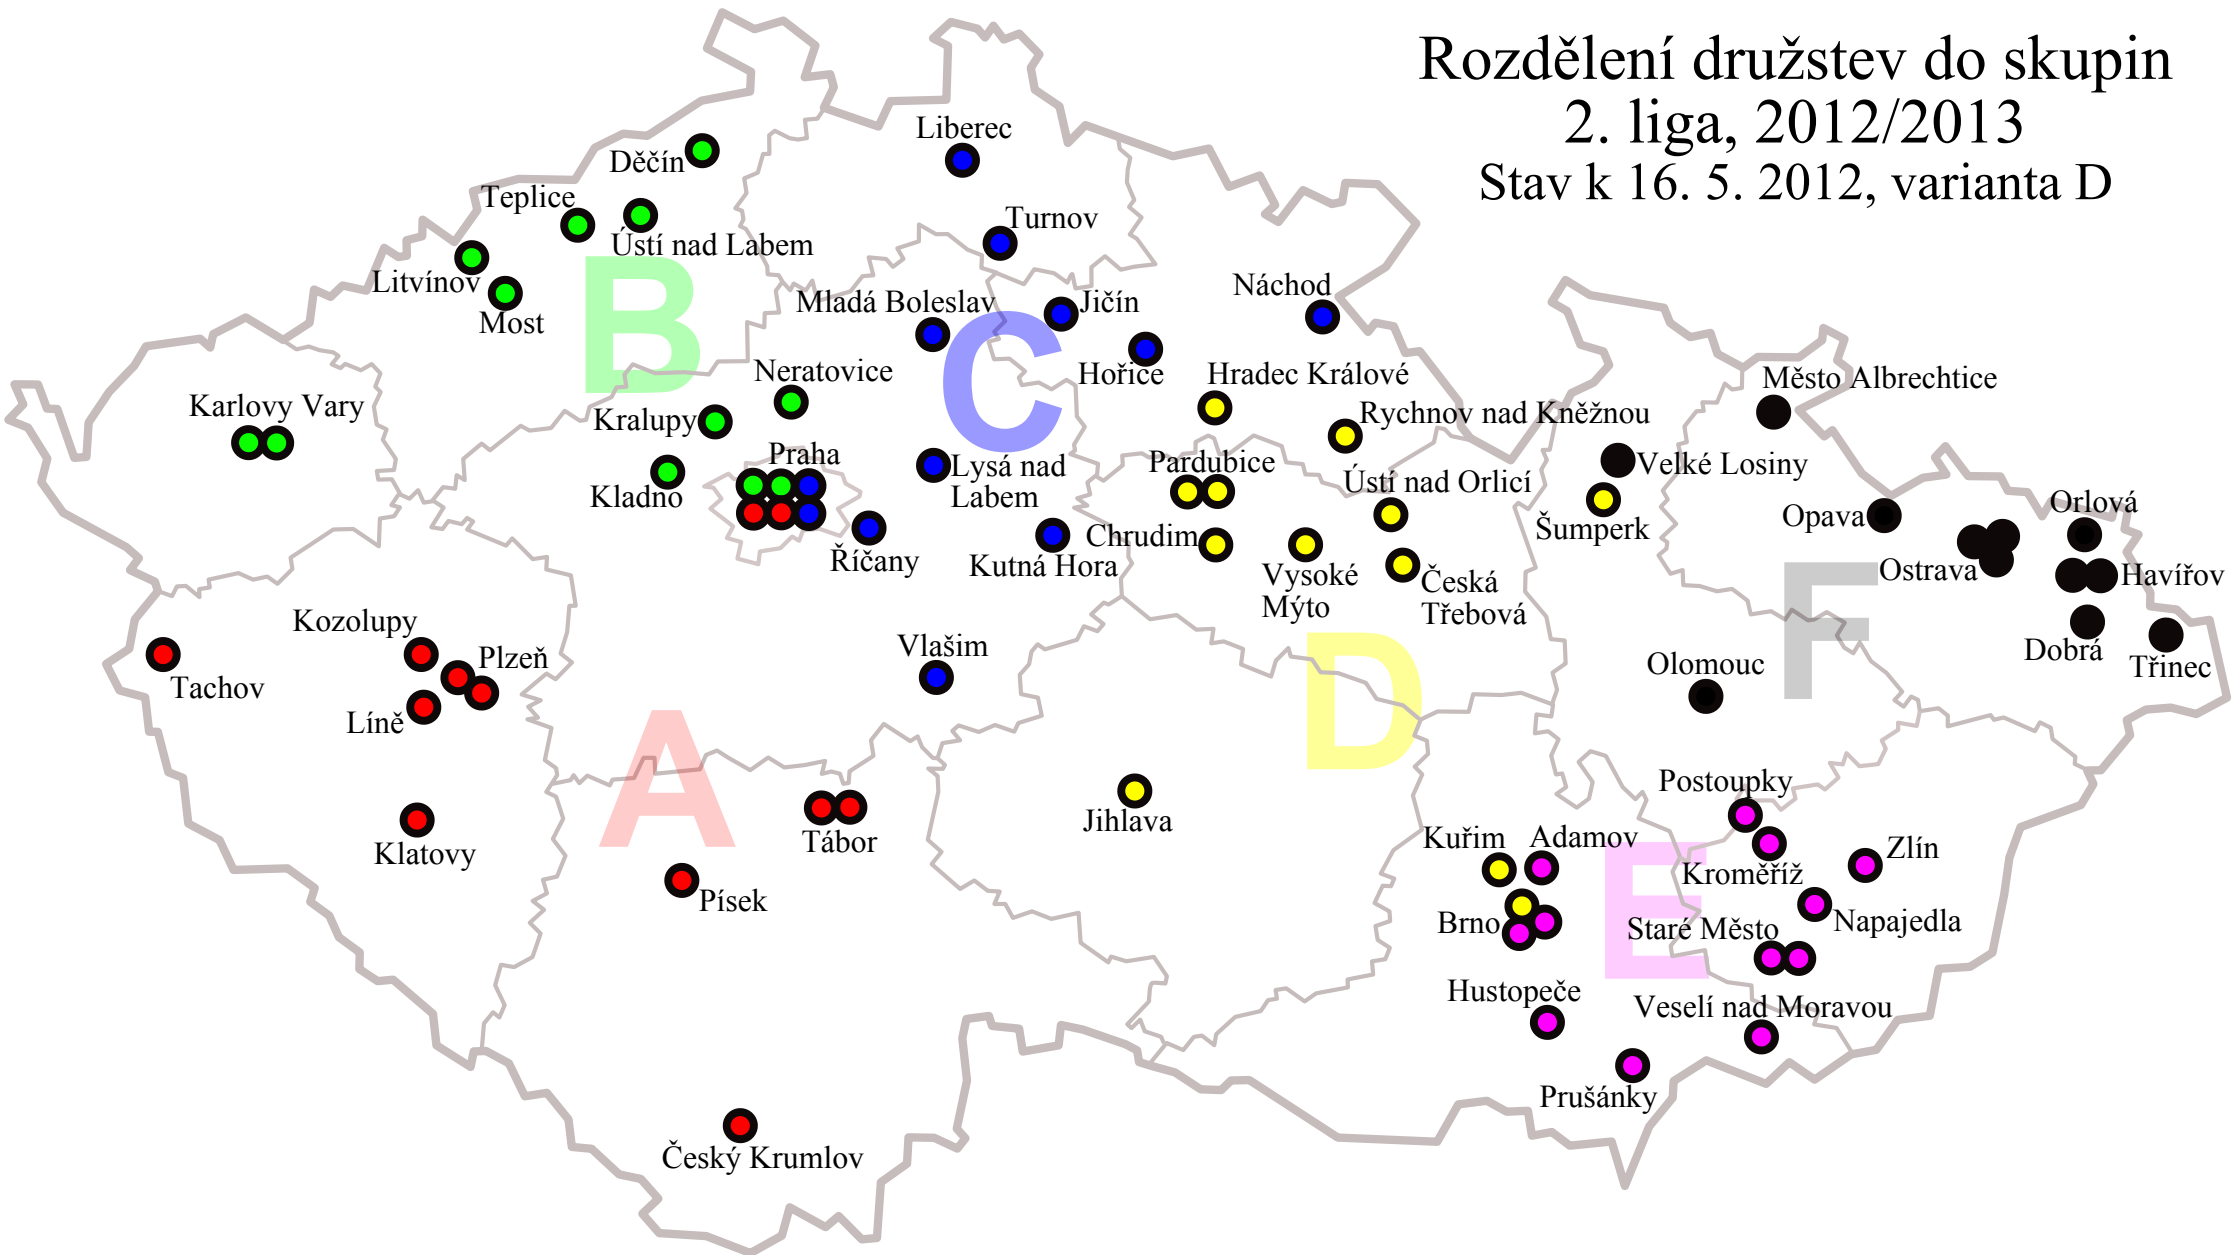 Rozdělení družstev do skupin
2. liga, 2012/2013
Stav k 16. 5. 2012, varianta D
Liberec
Děčín
Teplice
Turnov
Ústí nad Labem
Litvínov
Most
B
Mladá Boleslav
Jičín
Náchod
C
Hořice
Neratovice
Hradec Králové
Město Albrechtice
Karlovy Vary
Kralupy
Rychnov nad Kněžnou
Praha
Pardubice
Velké Losiny
Kladno
Lysá nad
Labem
Ústí nad Orlicí
Šumperk
Opava
Orlová
Říčany
Kutná Hora
Chrudim
Vysoké
Mýto
Česká
Třebová
Ostrava
Havířov
F
Kozolupy
Plzeň
Tachov
Líně
Vlašim
D
Olomouc
Dobrá
Třinec
A
Postoupky
Klatovy
Tábor
Písek
Jihlava
Kuřim
Adamov
E
Kroměříž
Zlín
Brno
Staré Město
Napajedla
Hustopeče
Veselí nad Moravou
Prušánky
Český Krumlov